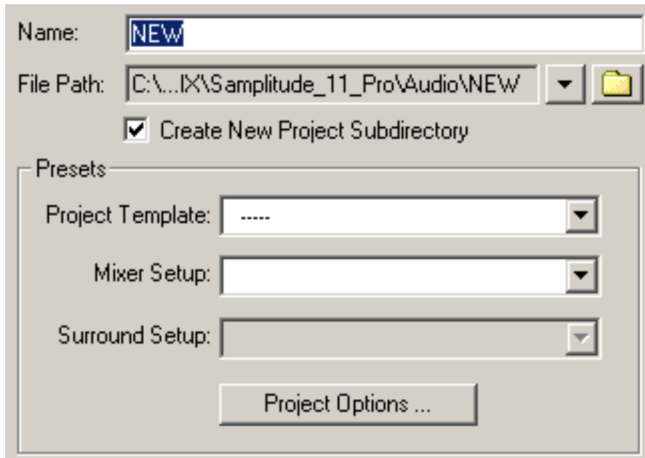 Name: NEW
File Path: C:\...IX\Samplitude_11_Pro\Audio\NEW
Create New Project Subdirectory
Presets
Project Template: -----
Mixer Setup:
Surround Setup:
Project Options ...